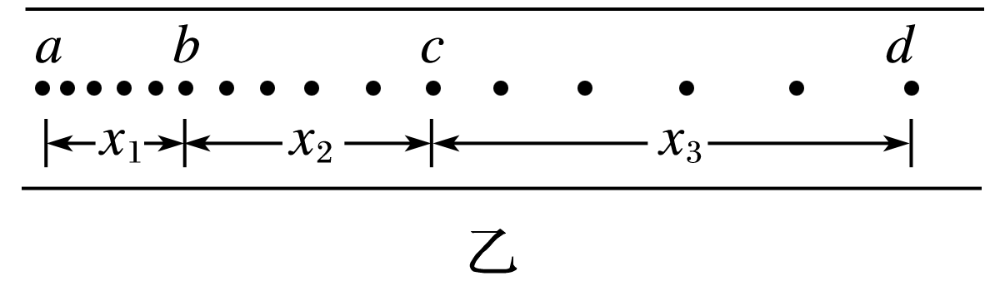 a b c d
x₁ x₂ x₃
乙